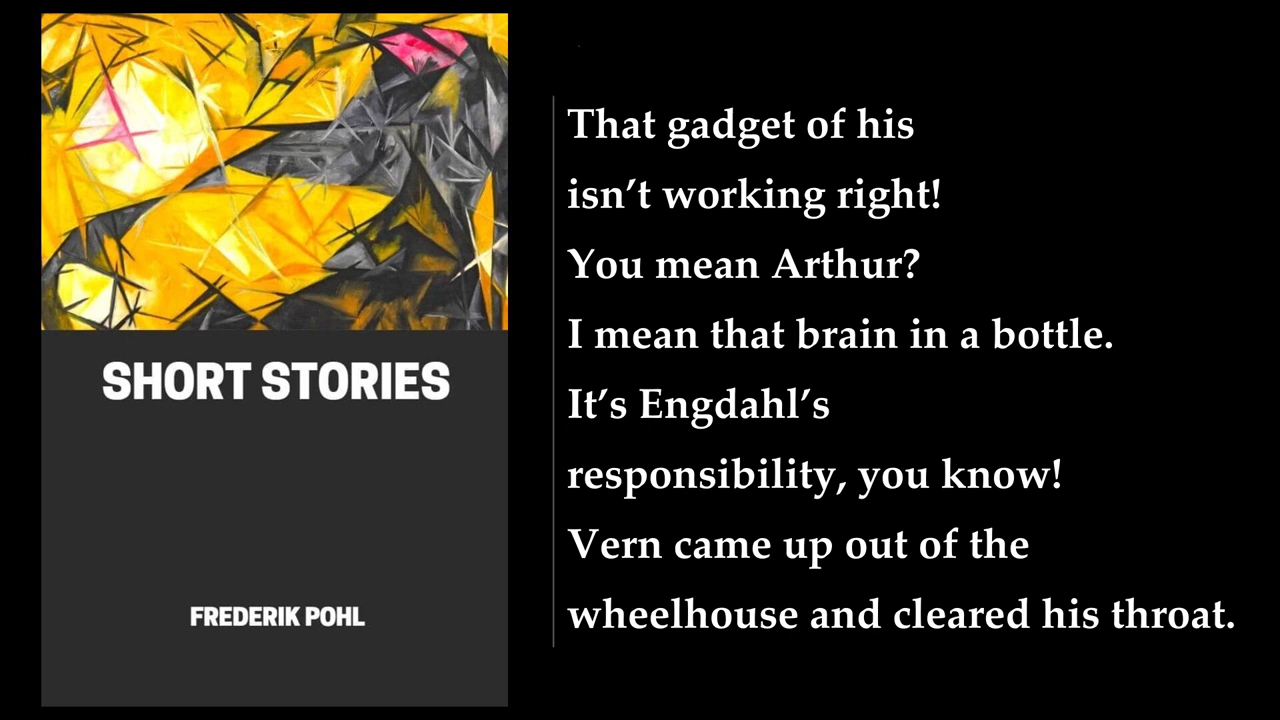 SHORT STORIES
FREDERIK POHL
That gadget of his
isn’t working right!
You mean Arthur?
I mean that brain in a bottle.
It’s Engdahl’s
responsibility, you know!
Vern came up out of the
wheelhouse and cleared his throat.